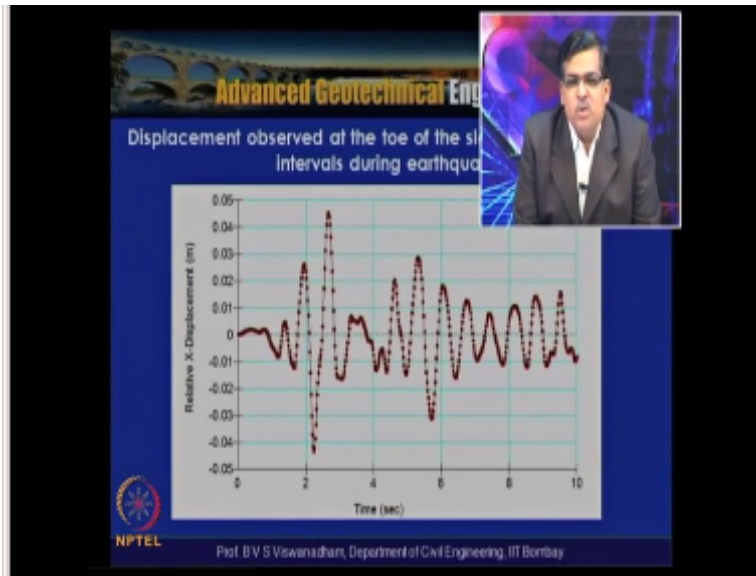 Advanced Geotechnical Eng
Displacement observed at the toe of the sl
intervals during earthqua
0.05
0.04
0.03
0.02
0.01
0
-0.01
-0.02
-0.03
-0.04
-0.05
Relative X-Displacement (m)
0 2 4 6 8 10
Time (sec)
NPTEL
Prof. B V S Viswanadham, Department of Civil Engineering, IIT Bombay